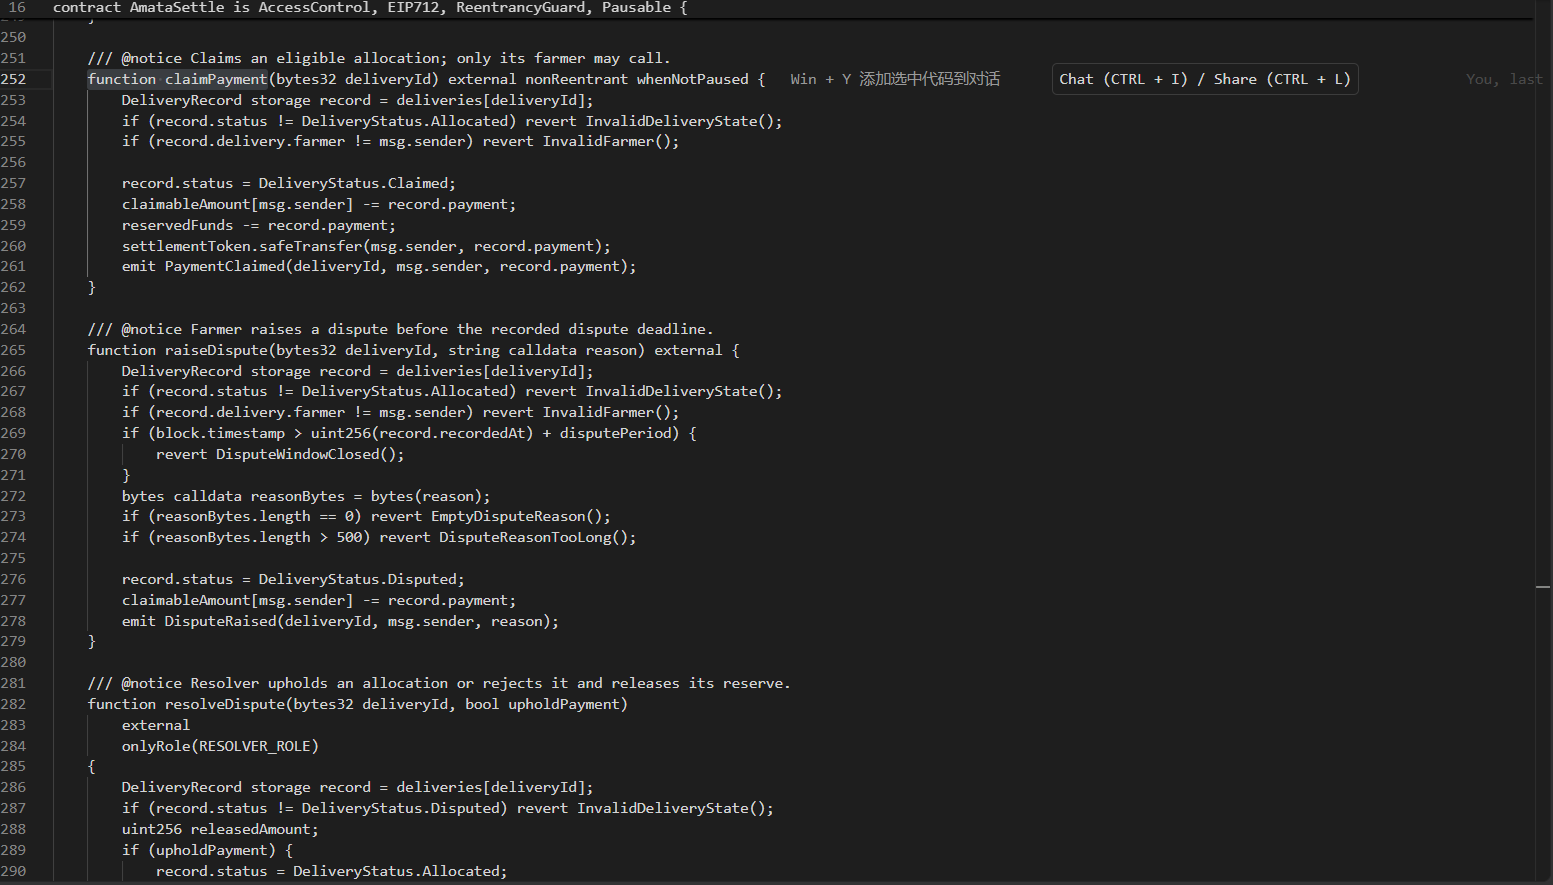 16 contract AmataSettle is AccessControl, EIP712, ReentrancyGuard, Pausable {
249 }
250
251 /// @notice Claims an eligible allocation; only its farmer may call.
252 function claimPayment(bytes32 deliveryId) external nonReentrant whenNotPaused { Win + Y 添加选中代码到对话 Chat (CTRL + I) / Share (CTRL + L) You, last
253 DeliveryRecord storage record = deliveries[deliveryId];
254 if (record.status != DeliveryStatus.Allocated) revert InvalidDeliveryState();
255 if (record.delivery.farmer != msg.sender) revert InvalidFarmer();
256
257 record.status = DeliveryStatus.Claimed;
258 claimableAmount[msg.sender] -= record.payment;
259 reservedFunds -= record.payment;
260 settlementToken.safeTransfer(msg.sender, record.payment);
261 emit PaymentClaimed(deliveryId, msg.sender, record.payment);
262 }
263
264 /// @notice Farmer raises a dispute before the recorded dispute deadline.
265 function raiseDispute(bytes32 deliveryId, string calldata reason) external {
266 DeliveryRecord storage record = deliveries[deliveryId];
267 if (record.status != DeliveryStatus.Allocated) revert InvalidDeliveryState();
268 if (record.delivery.farmer != msg.sender) revert InvalidFarmer();
269 if (block.timestamp > uint256(record.recordedAt) + disputePeriod) {
270 revert DisputeWindowClosed();
271 }
272 bytes calldata reasonBytes = bytes(reason);
273 if (reasonBytes.length == 0) revert EmptyDisputeReason();
274 if (reasonBytes.length > 500) revert DisputeReasonTooLong();
275
276 record.status = DeliveryStatus.Disputed;
277 claimableAmount[msg.sender] -= record.payment;
278 emit DisputeRaised(deliveryId, msg.sender, reason);
279 }
280
281 /// @notice Resolver upholds an allocation or rejects it and releases its reserve.
282 function resolveDispute(bytes32 deliveryId, bool upholdPayment)
283 external
284 onlyRole(RESOLVER_ROLE)
285 {
286 DeliveryRecord storage record = deliveries[deliveryId];
287 if (record.status != DeliveryStatus.Disputed) revert InvalidDeliveryState();
288 uint256 releasedAmount;
289 if (upholdPayment) {
290 record.status = DeliveryStatus.Allocated;